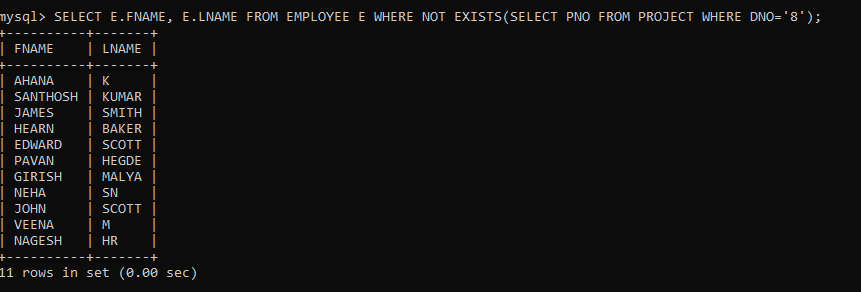 mysql> SELECT E.FNAME, E.LNAME FROM EMPLOYEE E WHERE NOT EXISTS(SELECT PNO FROM PROJECT WHERE DNO='8');
+----------+-------+
| FNAME    | LNAME |
+----------+-------+
| AHANA    | K     |
| SANTHOSH | KUMAR |
| JAMES    | SMITH |
| HEARN    | BAKER |
| EDWARD   | SCOTT |
| PAVAN    | HEGDE |
| GIRISH   | MALYA |
| NEHA     | SN    |
| JOHN     | SCOTT |
| VEENA    | M     |
| NAGESH   | HR    |
+----------+-------+
11 rows in set (0.00 sec)